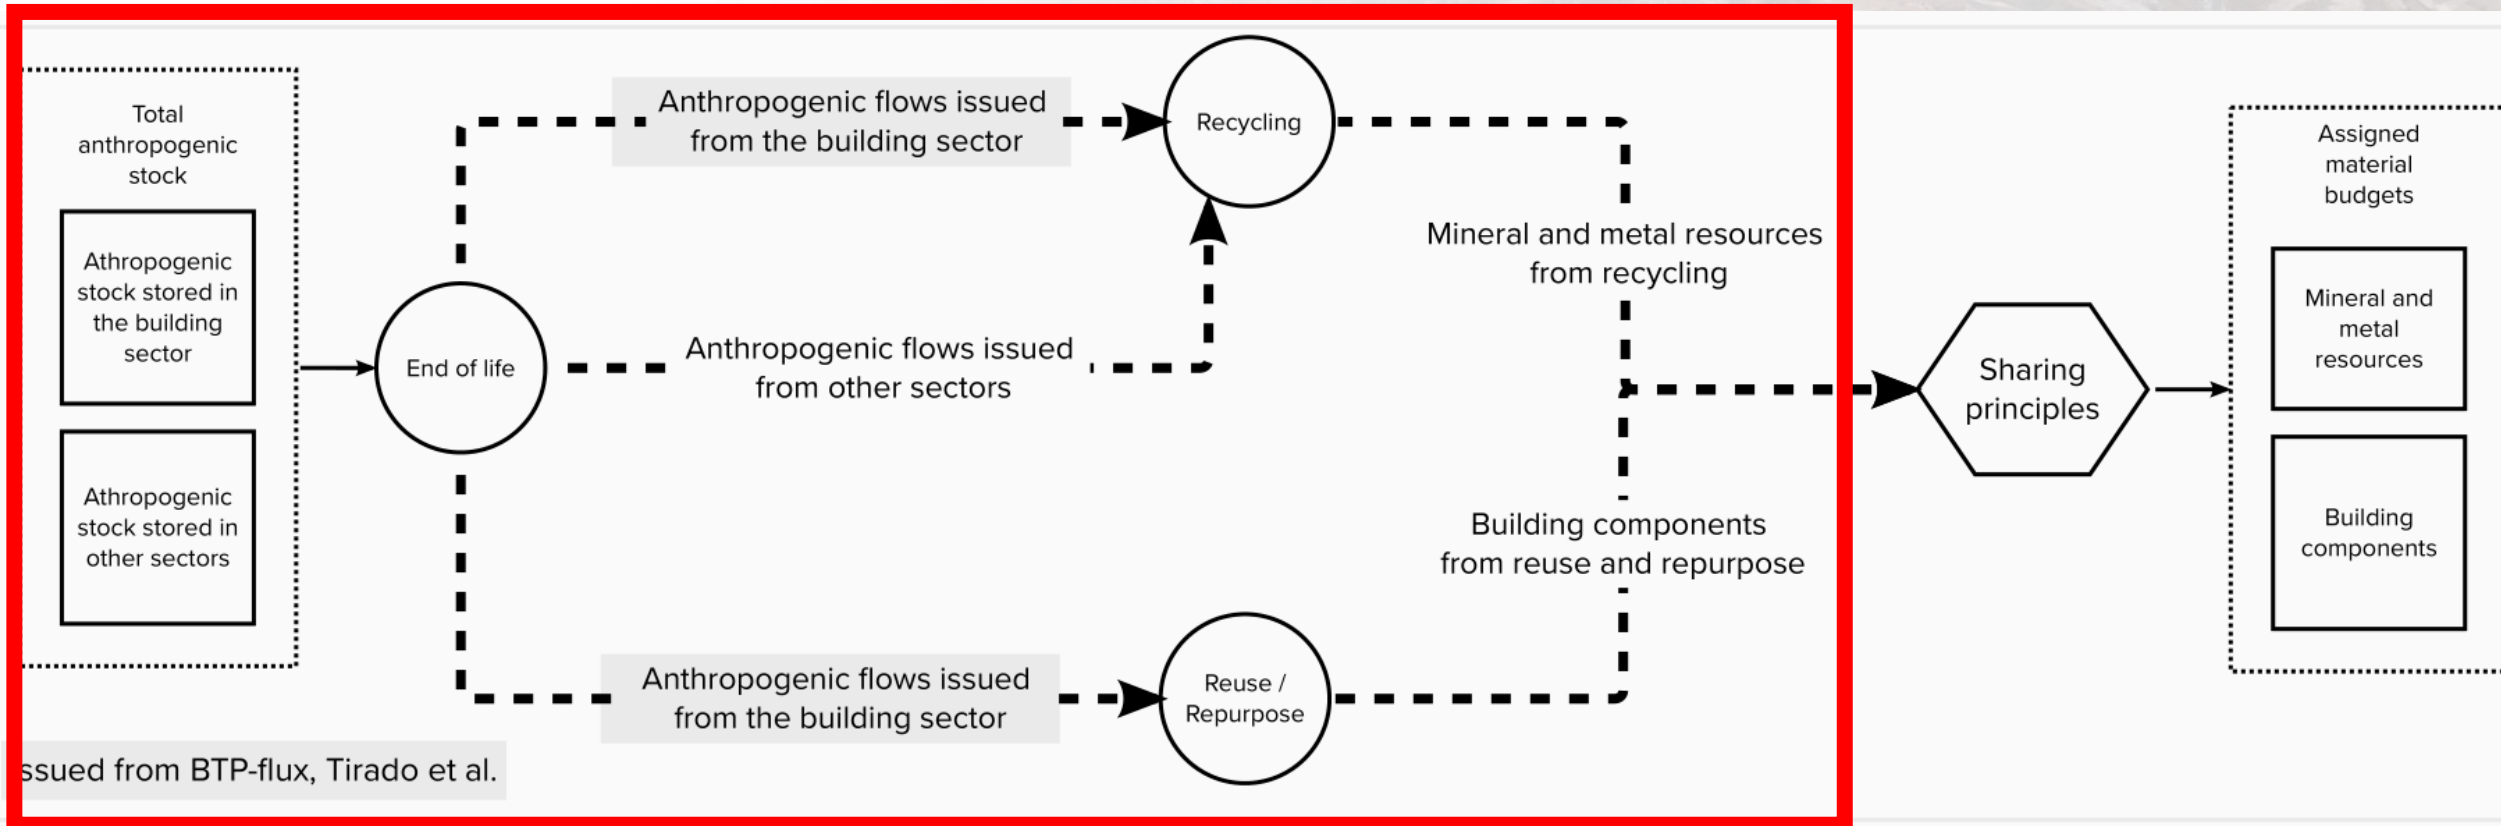 Total
anthropogenic
stock
Athropogenic
stock stored in
the building
sector
Athropogenic
stock stored in
other sectors
End of life
Anthropogenic flows issued
from the building sector
Recycling
Anthropogenic flows issued
from other sectors
Anthropogenic flows issued
from the building sector
Reuse /
Repurpose
Mineral and metal resources
from recycling
Building components
from reuse and repurpose
Sharing
principles
Assigned
material
budgets
Mineral and
metal
resources
Building
components
ssued from BTP-flux, Tirado et al.